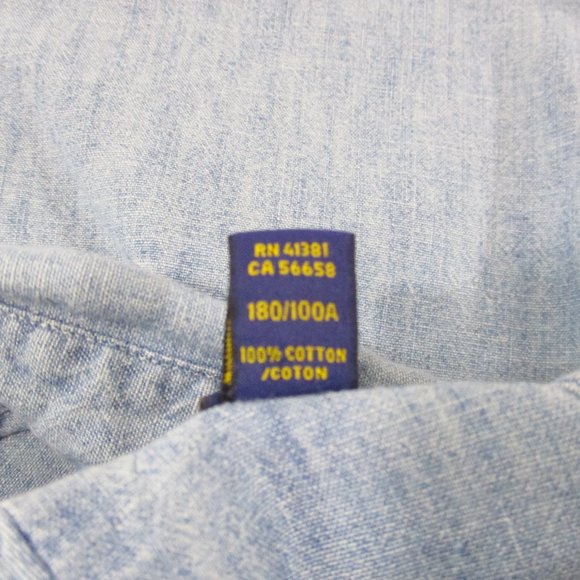 RN 41381
CA 56658
180/100A
100% COTTON
/COTON